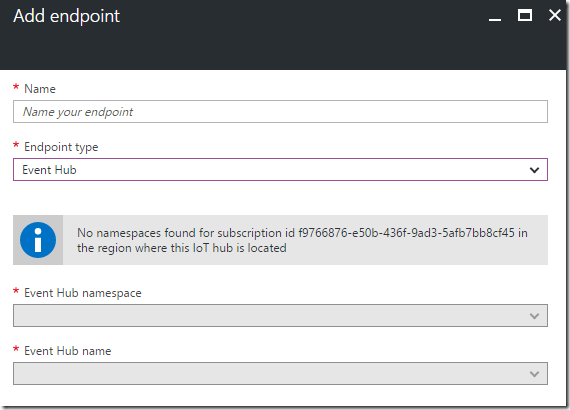 Add endpoint
* Name
Name your endpoint
* Endpoint type
Event Hub
No namespaces found for subscription id f9766876-e50b-436f-9ad3-5afb7bb8cf45 in
the region where this IoT hub is located
* Event Hub namespace
* Event Hub name